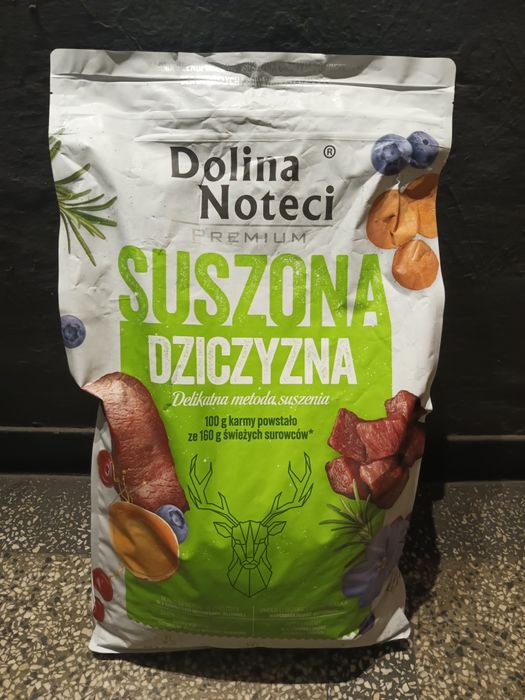 Dolina ®
Noteci
PREMIUM
SUSZONA
DZICZYZNA
Delikatna metoda suszenia
100 g karmy powstało
ze 160 g świeżych surowców*